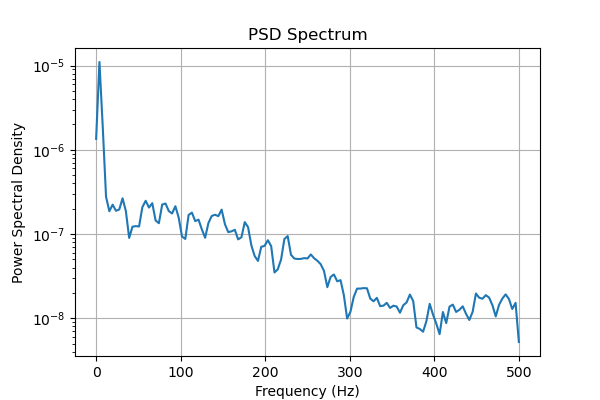 PSD Spectrum
Power Spectral Density
10⁻⁵
10⁻⁶
10⁻⁷
10⁻⁸
0 100 200 300 400 500
Frequency (Hz)